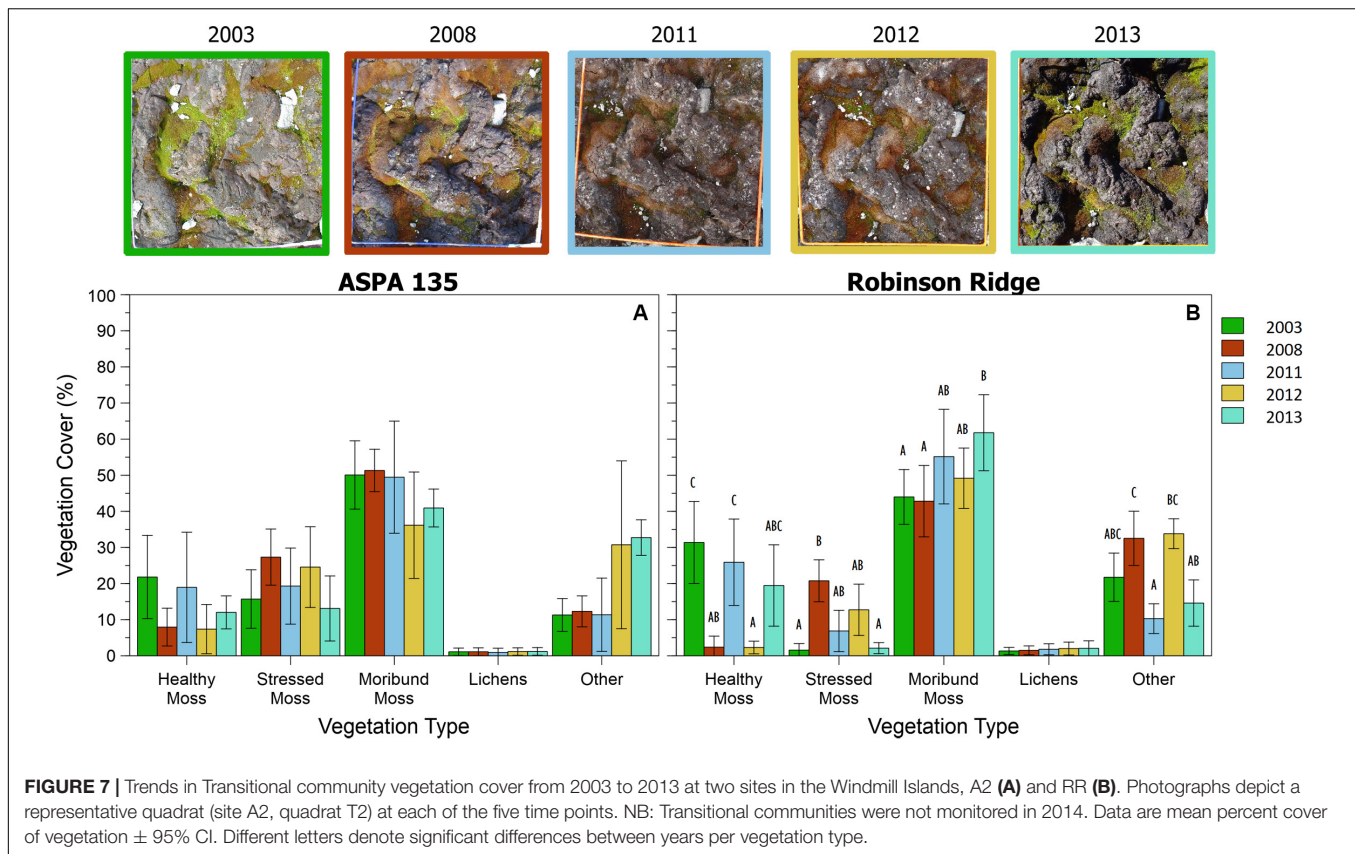 2003 2008 2011 2012 2013
ASPA 135 Robinson Ridge
Vegetation Cover (%)
100
90
80
70
60
50
40
30
20
10
0
A
B
C AB C A ABC
A B AB AB A
A A AB AB B
ABC C A BC AB
2003
2008
2011
2012
2013
Healthy Moss Stressed Moss Moribund Moss Lichens Other
Healthy Moss Stressed Moss Moribund Moss Lichens Other
Vegetation Type Vegetation Type
FIGURE 7 | Trends in Transitional community vegetation cover from 2003 to 2013 at two sites in the Windmill Islands, A2 (A) and RR (B). Photographs depict a
representative quadrat (site A2, quadrat T2) at each of the five time points. NB: Transitional communities were not monitored in 2014. Data are mean percent cover
of vegetation ± 95% CI. Different letters denote significant differences between years per vegetation type.